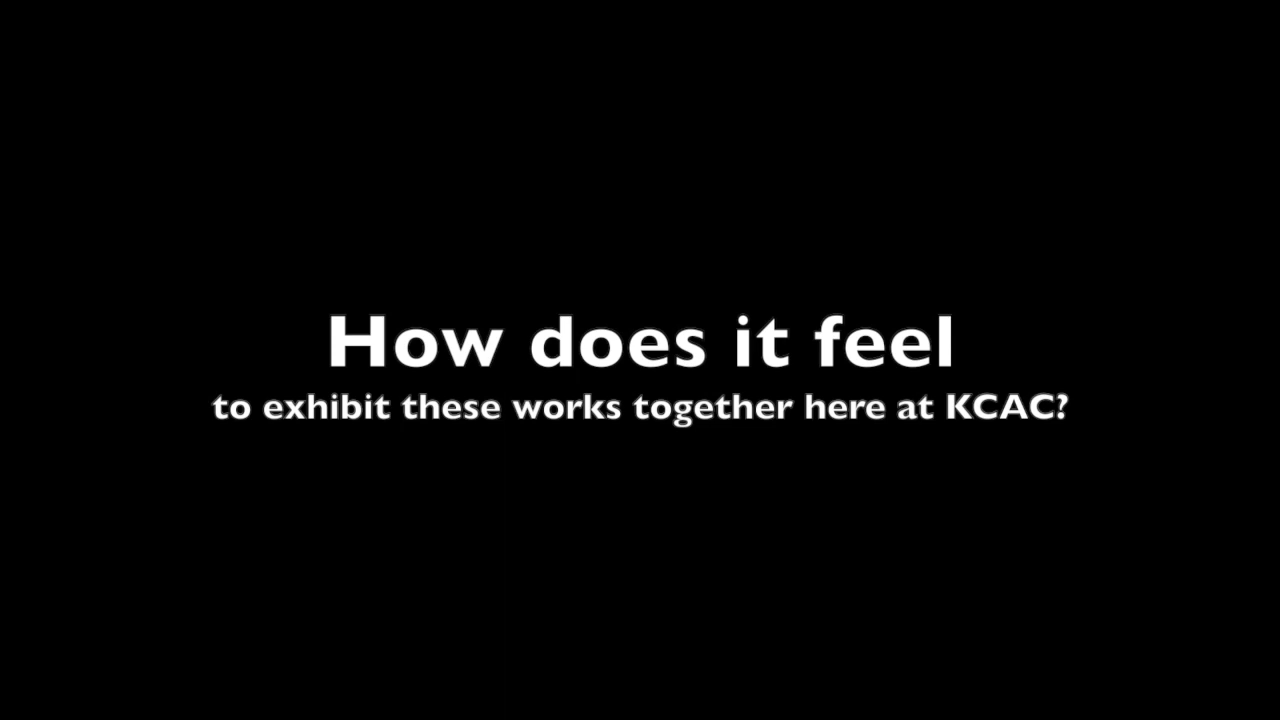 How does it feel
to exhibit these works together here at KCAC?